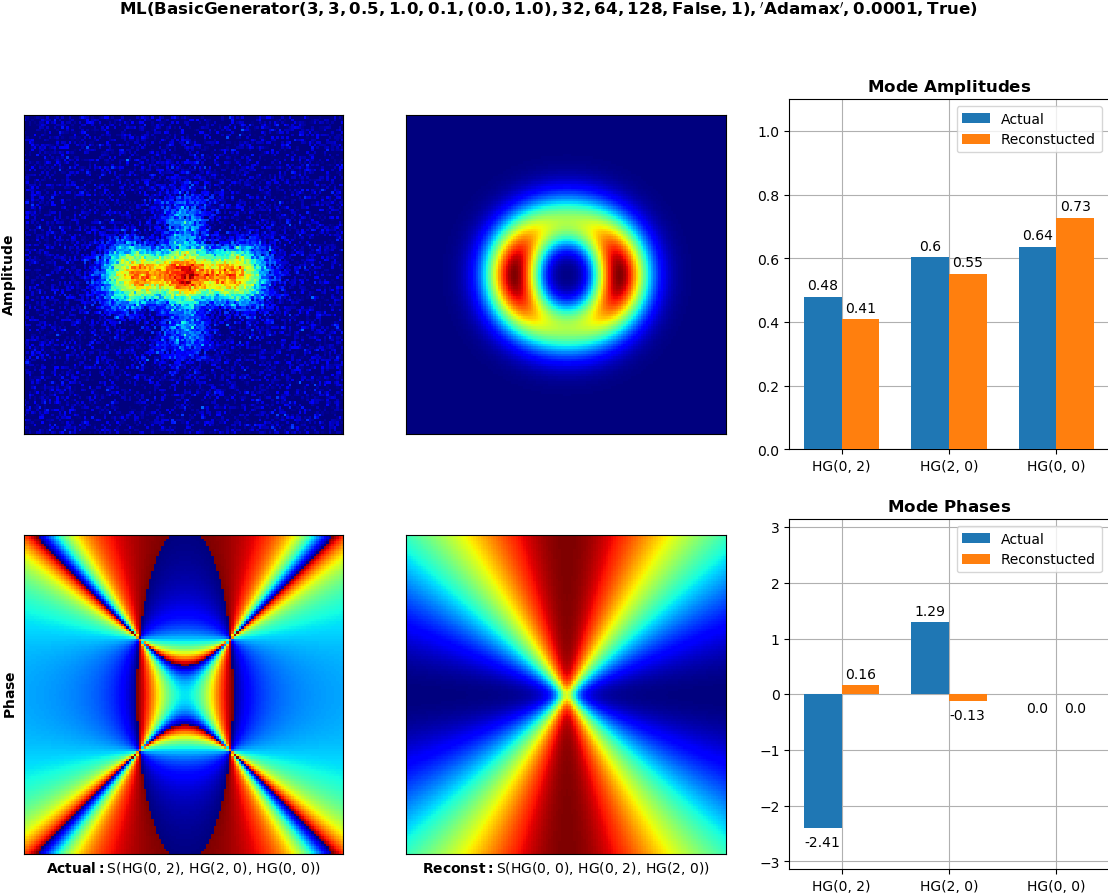 ML(BasicGenerator(3, 3, 0.5, 1.0, 0.1, (0.0, 1.0), 32, 64, 128, False, 1), ′Adamax′, 0.0001, True)
Amplitude
Mode Amplitudes
Actual
Reconstucted
1.0
0.8
0.6
0.4
0.2
0.0
0.48
0.41
0.6
0.55
0.64
0.73
HG(0, 2)
HG(2, 0)
HG(0, 0)
Phase
Actual: S(HG(0, 2), HG(2, 0), HG(0, 0))
Reconst: S(HG(0, 0), HG(0, 2), HG(2, 0))
Mode Phases
Actual
Reconstucted
3
2
1
0
−1
−2
−3
-2.41
0.16
1.29
-0.13
0.0
0.0
HG(0, 2)
HG(2, 0)
HG(0, 0)